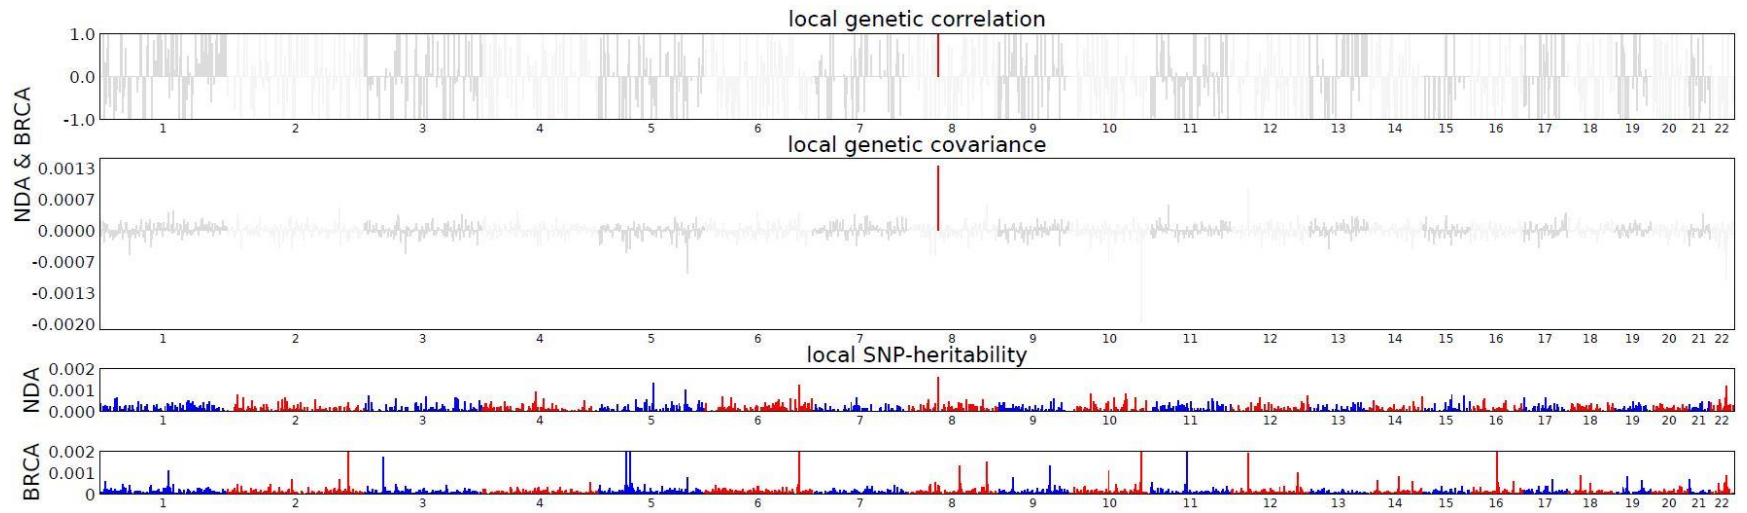 local genetic correlation
NDA & BRCA
1.0
0.0
-1.0
1 2 3 4 5 6 7 8 9 10 11 12 13 14 15 16 17 18 19 20 21 22
local genetic covariance
0.0013
0.0007
0.0000
-0.0007
-0.0013
-0.0020
1 2 3 4 5 6 7 8 9 10 11 12 13 14 15 16 17 18 19 20 21 22
local SNP-heritability
NDA
0.002
0.001
0.000
1 2 3 4 5 6 7 8 9 10 11 12 13 14 15 16 17 18 19 20 21 22
BRCA
0.002
0.001
0
1 2 3 4 5 6 7 8 9 10 11 12 13 14 15 16 17 18 19 20 21 22